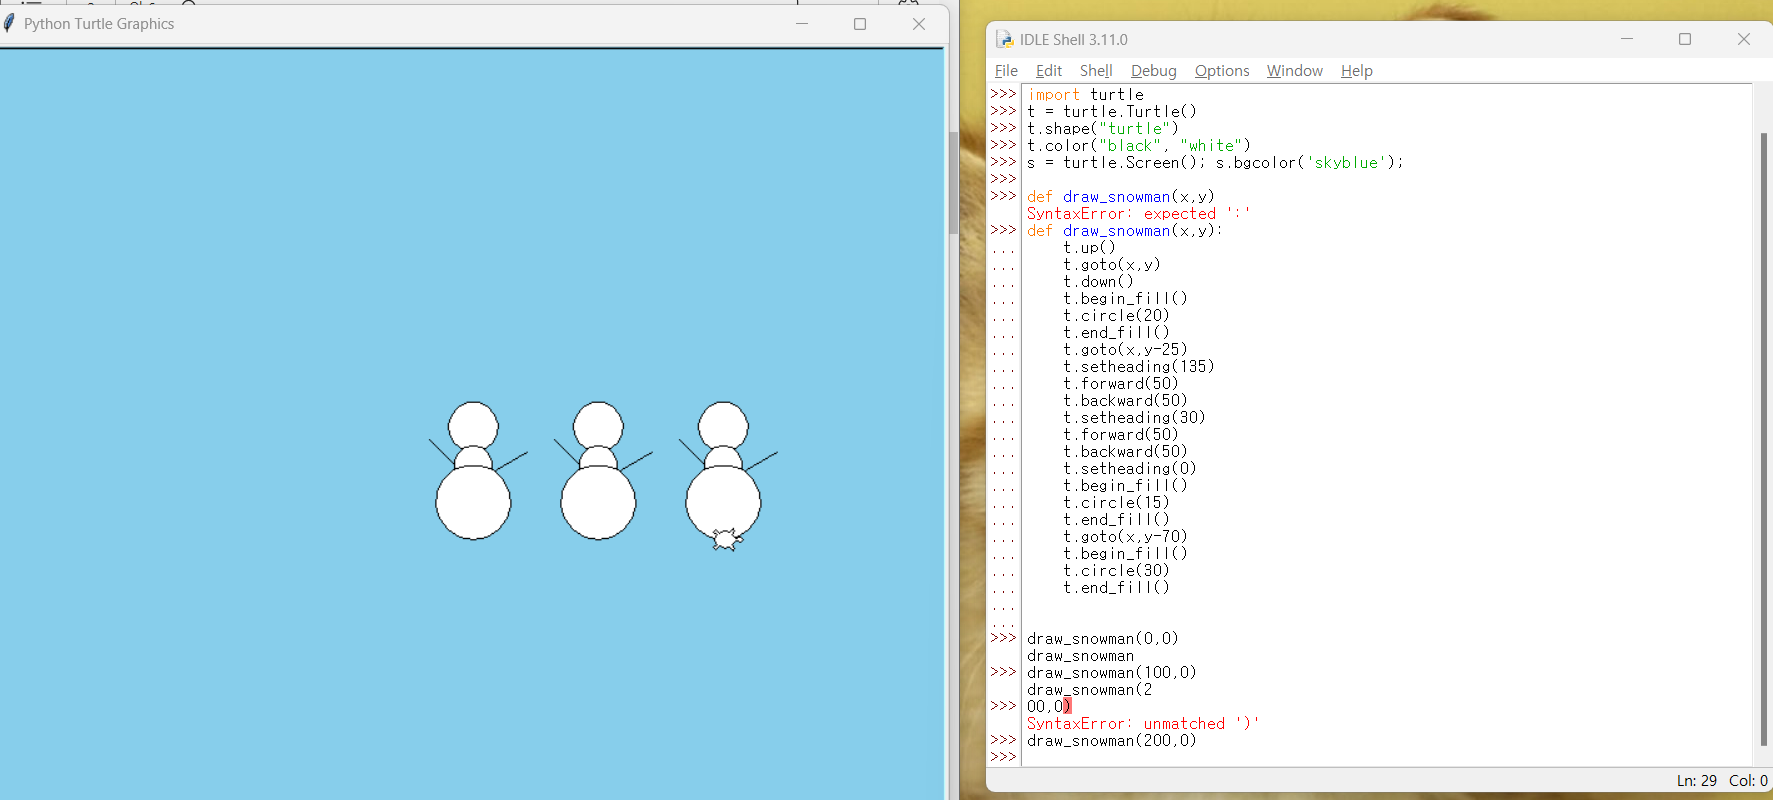 Python Turtle Graphics
IDLE Shell 3.11.0
File Edit Shell Debug Options Window Help
>>> import turtle
>>> t = turtle.Turtle()
>>> t.shape("turtle")
>>> t.color("black", "white")
>>> s = turtle.Screen(); s.bgcolor('skyblue');
>>>
>>> def draw_snowman(x,y)
SyntaxError: expected ':'
>>> def draw_snowman(x,y):
... t.up()
... t.goto(x,y)
... t.down()
... t.begin_fill()
... t.circle(20)
... t.end_fill()
... t.goto(x,y-25)
... t.setheading(135)
... t.forward(50)
... t.backward(50)
... t.setheading(30)
... t.forward(50)
... t.backward(50)
... t.setheading(0)
... t.begin_fill()
... t.circle(15)
... t.end_fill()
... t.goto(x,y-70)
... t.begin_fill()
... t.circle(30)
... t.end_fill()
...
...
>>> draw_snowman(0,0)
draw_snowman
>>> draw_snowman(100,0)
draw_snowman(2
>>> 00,0)
SyntaxError: unmatched ')'
>>> draw_snowman(200,0)
>>>
Ln: 29 Col: 0